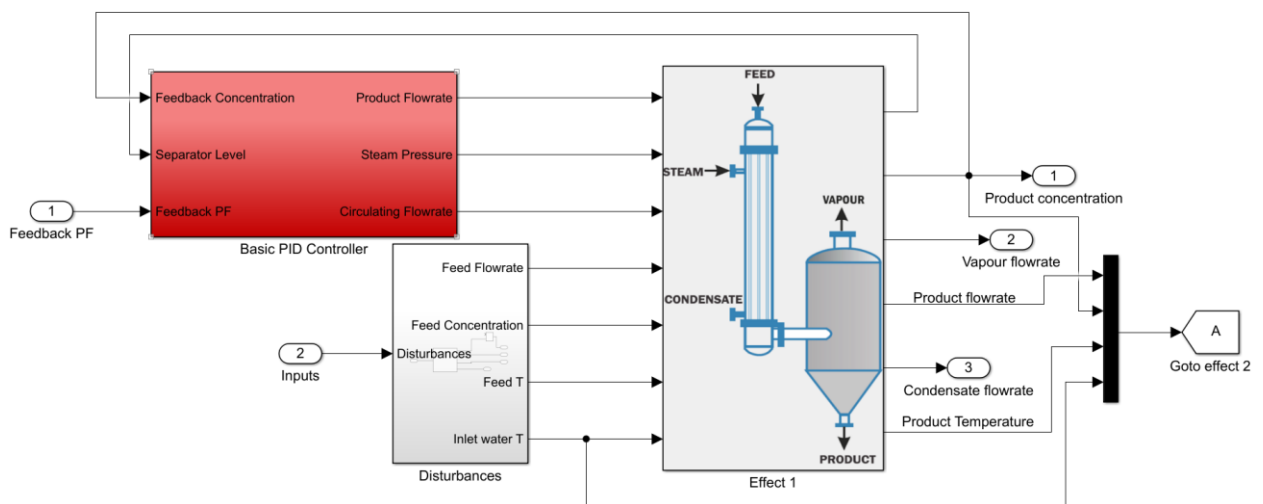 Feedback Concentration
Product Flowrate
Separator Level
Steam Pressure
Feedback PF
Circulating Flowrate
Basic PID Controller
1
Feedback PF
Feed Flowrate
Feed Concentration
Disturbances
Feed T
Inlet water T
Disturbances
2
Inputs
FEED
STEAM
VAPOUR
CONDENSATE
PRODUCT
Effect 1
1
Product concentration
2
Vapour flowrate
Product flowrate
3
Condensate flowrate
Product Temperature
A
Goto effect 2